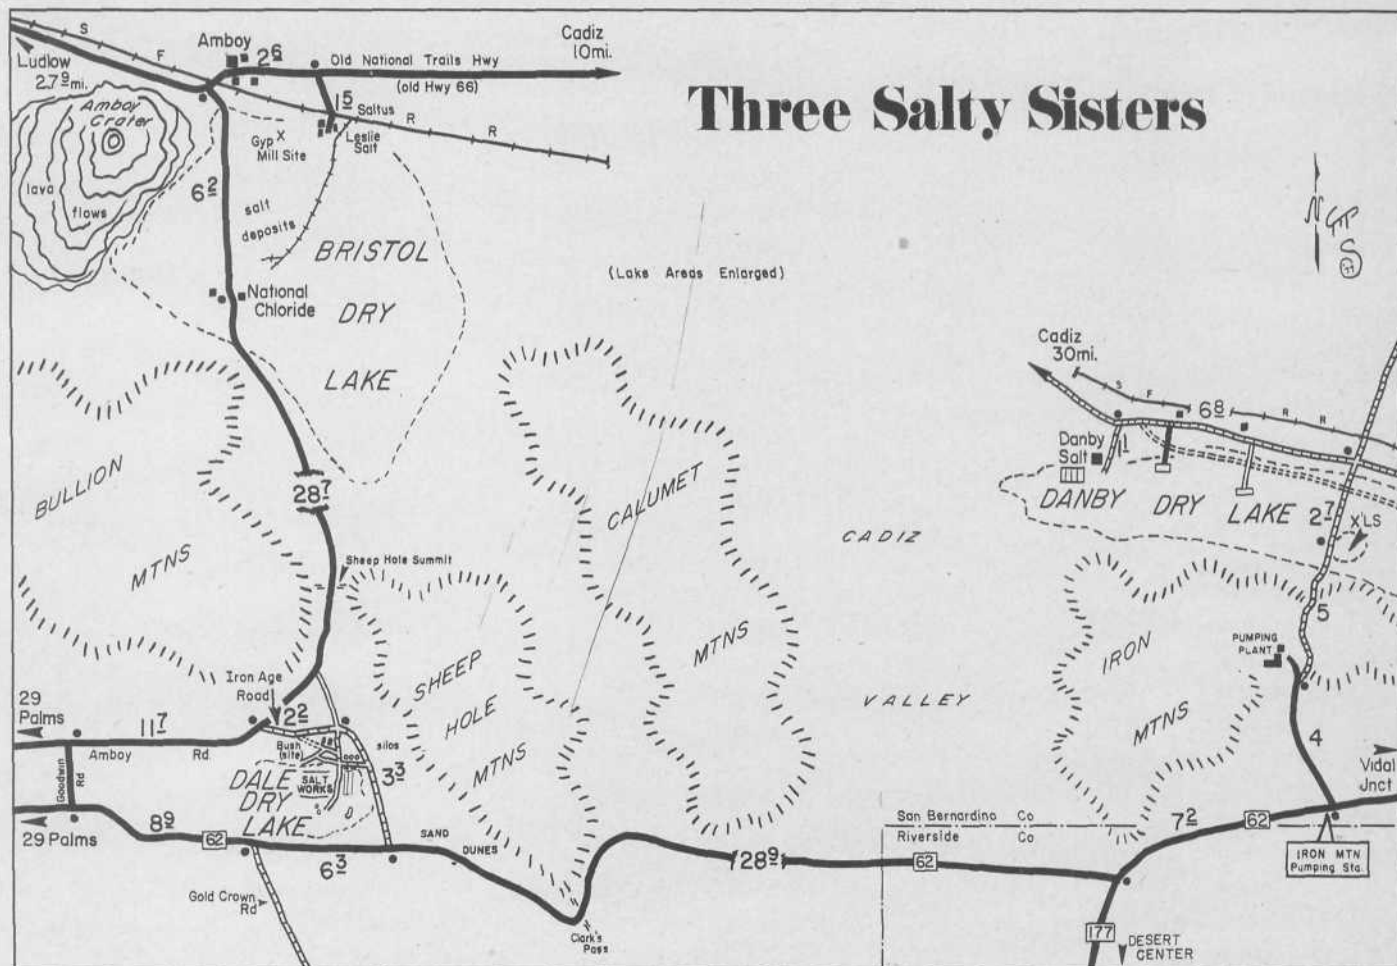 Three Salty Sisters
S F
Ludlow
27 9 mi.
Amboy
2 6
Old National Trails Hwy
(old Hwy 66)
Cadiz
10mi.
Amboy
Crater
lava
flows
1 5
Saltus
R R
Gyp X
Mill Site
Leslie
Salt
6 2
salt
deposits
BRISTOL
DRY
LAKE
National
Chloride
(Lake Areas Enlarged)
N
Cadiz
30mi.
S F
6 8
R R
Danby
Salt
1 1
DANBY DRY LAKE
2 7
X'LS
BULLION
MTNS
28 7
Sheep Hole Summit
CALUMET
MTNS
CADIZ
VALLEY
IRON
MTNS
5
PUMPING
PLANT
4
Vidal
Jnct
SHEEP
HOLE
MTNS
Iron Age
Road
2 2
29
Palms
11 7
Amboy Rd.
Goodwin
Rd
Bush
(site)
silos
SALT
WORKS
3 3
DALE
DRY
LAKE
29 Palms
8 9
62
6 3
SAND
DUNES
28 9
62
San Bernardino Co
Riverside Co
7 2
62
IRON MTN
Pumping Sta.
Gold Crown
Rd
Clark's
Pass
177
DESERT
CENTER